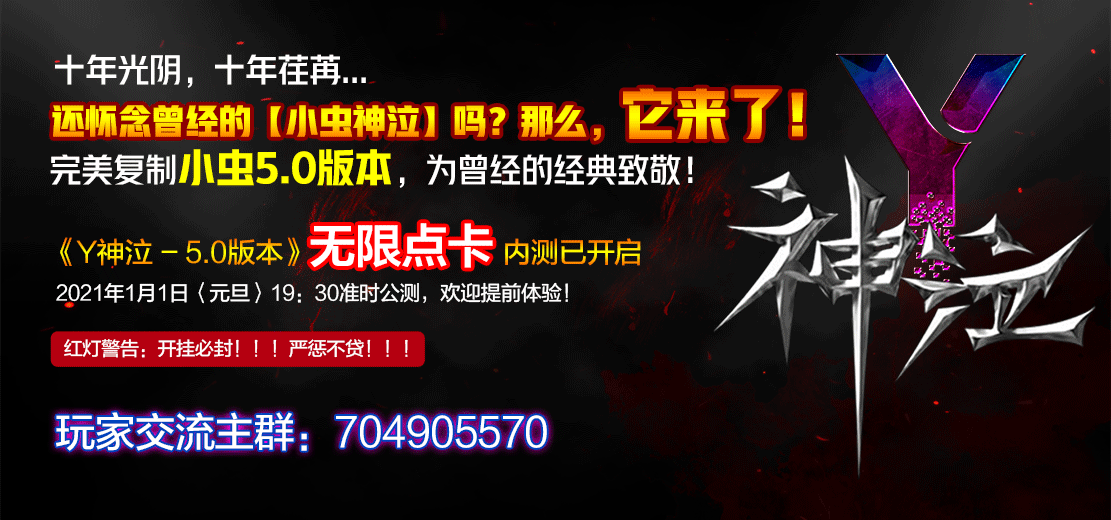 十年光阴，十年荏苒...
还怀念曾经的【小虫神泣】吗？那么，它来了！
完美复制小虫5.0版本，为曾经的经典致敬！
《Y神泣 – 5.0版本》无限点卡 内测已开启
2021年1月1日〈元旦〉19：30准时公测，欢迎提前体验！
红灯警告：开挂必封！！！严惩不贷！！！
玩家交流主群：704905570
Y
神泣